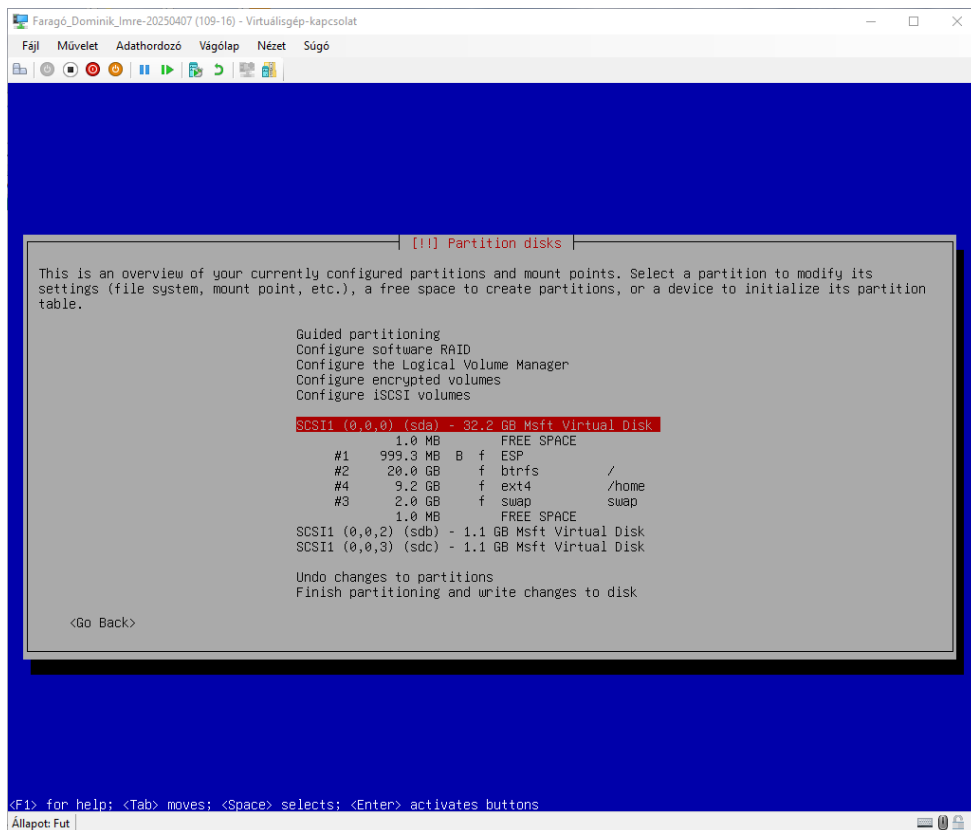 Faragó_Dominik_Imre-20250407 (109-16) - Virtuálisgép-kapcsolat
Fájl Művelet Adathordozó Vágólap Nézet Súgó
[!!] Partition disks
This is an overview of your currently configured partitions and mount points. Select a partition to modify its
settings (file system, mount point, etc.), a free space to create partitions, or a device to initialize its partition
table.
Guided partitioning
Configure software RAID
Configure the Logical Volume Manager
Configure encrypted volumes
Configure iSCSI volumes
SCSI1 (0,0,0) (sda) - 32.2 GB Msft Virtual Disk
1.0 MB FREE SPACE
#1 999.3 MB B f ESP
#2 20.0 GB f btrfs /
#4 9.2 GB f ext4 /home
#3 2.0 GB f swap swap
1.0 MB FREE SPACE
SCSI1 (0,0,2) (sdb) - 1.1 GB Msft Virtual Disk
SCSI1 (0,0,3) (sdc) - 1.1 GB Msft Virtual Disk
Undo changes to partitions
Finish partitioning and write changes to disk
<Go Back>
<F1> for help; <Tab> moves; <Space> selects; <Enter> activates buttons
Állapot: Fut